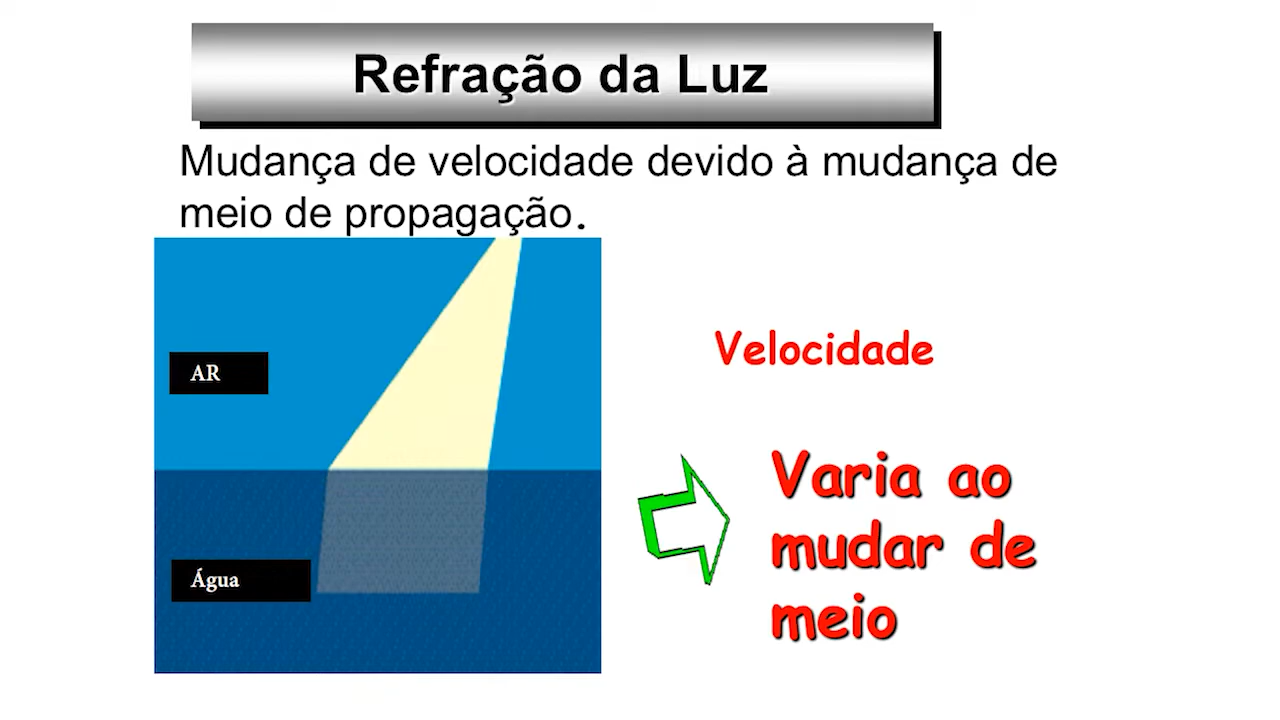 Refração da Luz
Mudança de velocidade devido à mudança de
meio de propagação.
AR
Água
Velocidade
Varia ao
mudar de
meio